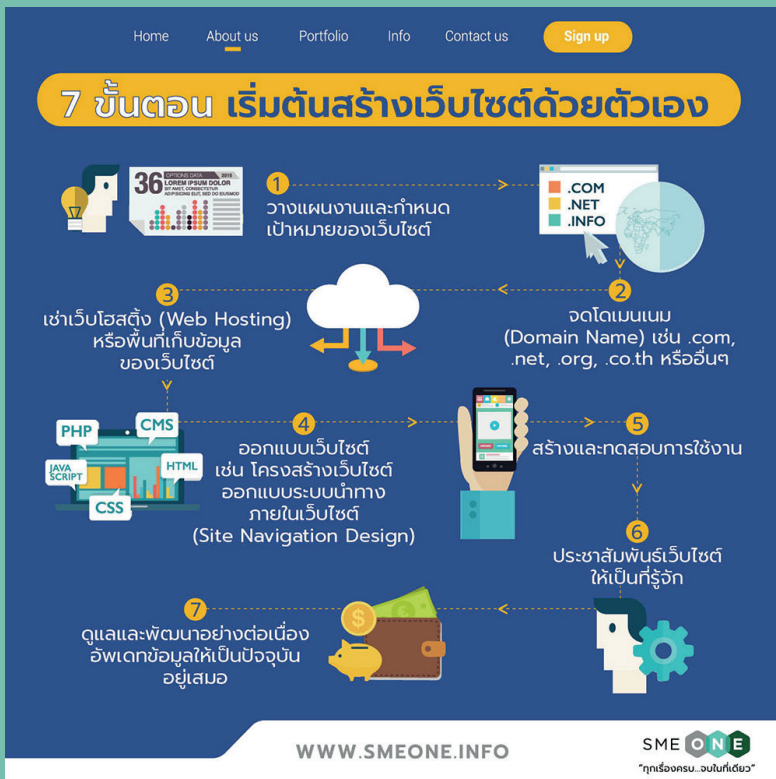 Home About us Portfolio Info Contact us Sign up
7 ขั้นตอน เริ่มต้นสร้างเว็บไซต์ด้วยตัวเอง
36 OPTIONS DATA 2015
LOREM IPSUM DOLOR
SIT AMET, CONSECTETUR
ADIPISICING ELIT, SED DO EIUSMOD
1
วางแผนงานและกำหนด
เป้าหมายของเว็บไซต์
.COM
.NET
.INFO
2
จดโดเมนเนม
(Domain Name) เช่น .com,
.net, .org, .co.th หรืออื่นๆ
3
เช่าเว็บโฮสติ้ง (Web Hosting)
หรือพื้นที่เก็บข้อมูล
ของเว็บไซต์
PHP
CMS
JAVA
SCRIPT
HTML
CSS
4
ออกแบบเว็บไซต์
เช่น โครงสร้างเว็บไซต์
ออกแบบระบบนำทาง
ภายในเว็บไซต์
(Site Navigation Design)
5
สร้างและทดสอบการใช้งาน
6
ประชาสัมพันธ์เว็บไซต์
ให้เป็นที่รู้จัก
7
ดูแลและพัฒนาอย่างต่อเนื่อง
อัพเดทข้อมูลให้เป็นปัจจุบัน
อยู่เสมอ
$
WWW.SMEONE.INFO
SME ONE
"ทุกเรื่องครบ...จบในที่เดียว"